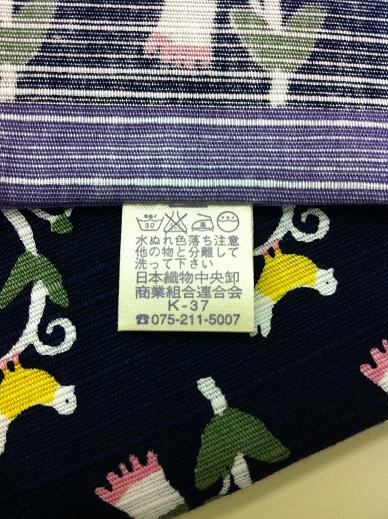 30
水ぬれ色落ち注意
他の物と分離して
洗って下さい
日本織物中央卸
商業組合連合会
K-37
☎075-211-5007